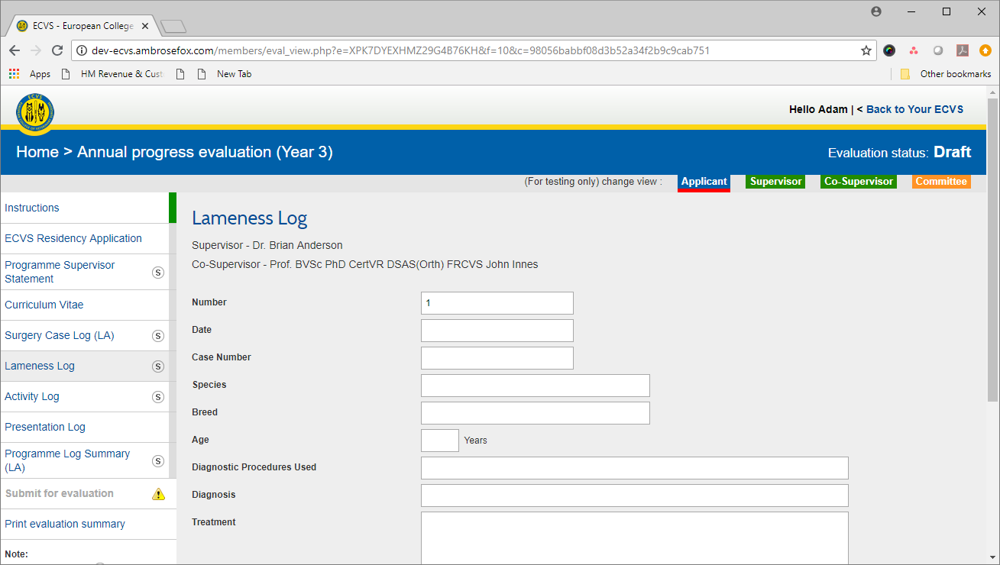 ECVS - European College
dev-ecvs.ambrosefox.com/members/eval_view.php?e=XPK7DYEXHMZ29G4B76KH&f=10&c=98056babbf08d3b52a34f2b9c9cab751
Apps HM Revenue & Cust New Tab Other bookmarks
ECVS
Hello Adam | < Back to Your ECVS
Home > Annual progress evaluation (Year 3)
Evaluation status: Draft
(For testing only) change view : Applicant Supervisor Co-Supervisor Committee
Instructions
ECVS Residency Application
Programme Supervisor
Statement S
Curriculum Vitae
Surgery Case Log (LA) S
Lameness Log S
Activity Log S
Presentation Log
Programme Log Summary
(LA) S
Submit for evaluation
Print evaluation summary
Note:
Lameness Log
Supervisor - Dr. Brian Anderson
Co-Supervisor - Prof. BVSc PhD CertVR DSAS(Orth) FRCVS John Innes
Number 1
Date
Case Number
Species
Breed
Age Years
Diagnostic Procedures Used
Diagnosis
Treatment